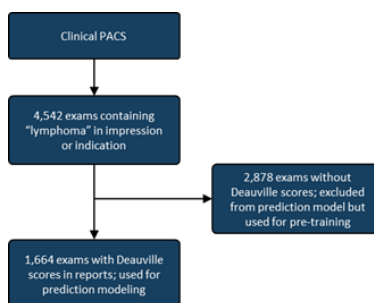 Clinical PACS
4,542 exams containing
“lymphoma” in impression
or indication
2,878 exams without
Deauville scores; excluded
from prediction model but
used for pre-training
1,664 exams with Deauville
scores in reports; used for
prediction modeling